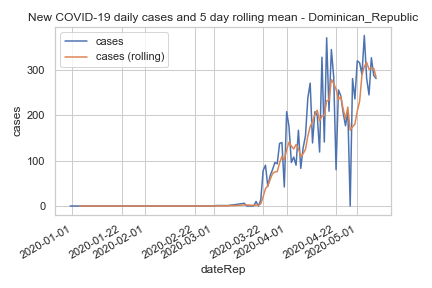 New COVID-19 daily cases and 5 day rolling mean - Dominican_Republic
cases
cases (rolling)
300
200
100
0
cases
2020-01-01
2020-01-22
2020-02-01
2020-02-22
2020-03-01
2020-03-22
2020-04-01
2020-04-22
2020-05-01
dateRep